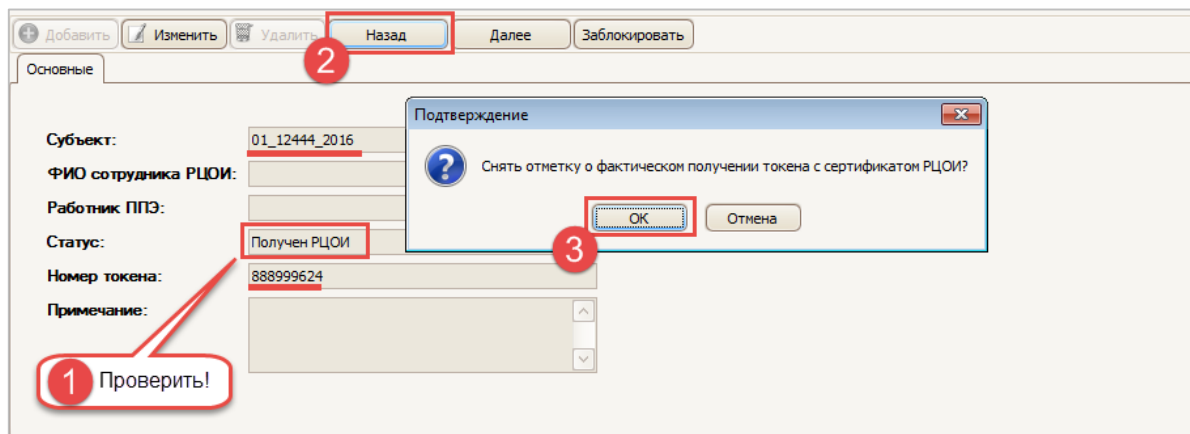 Добавить Изменить Удалить Назад Далее Заблокировать
2
Основные
Подтверждение
Субъект: 01_12444_2016
Снять отметку о фактическом получении токена с сертификатом РЦОИ?
ФИО сотрудника РЦОИ:
Работник ППЭ:
ОК Отмена
3
Статус: Получен РЦОИ
Номер токена: 888999624
Примечание:
1 Проверить!